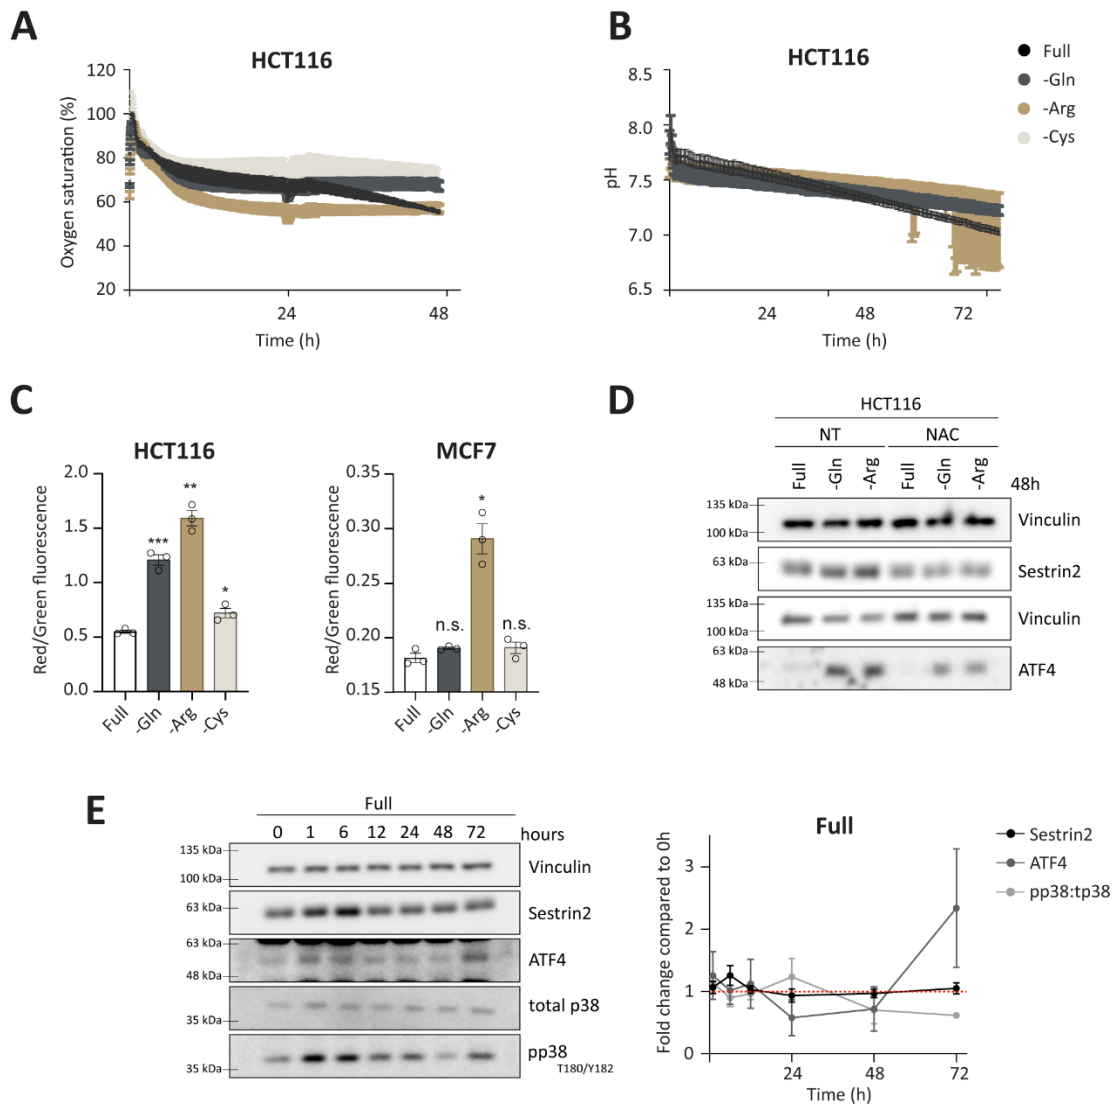 A
HCT116
Oxygen saturation (%)
120
100
80
60
40
20
24
48
Time (h)
B
HCT116
pH
8.5
8.0
7.5
7.0
6.5
24
48
72
Time (h)
Full
-Gln
-Arg
-Cys
C
HCT116
Red/Green fluorescence
2.0
1.5
1.0
0.5
0.0
***
**
*
Full
-Gln
-Arg
-Cys
MCF7
Red/Green fluorescence
0.35
0.30
0.25
0.20
0.15
n.s.
*
n.s.
Full
-Gln
-Arg
-Cys
D
HCT116
NT NAC
Full -Gln -Arg Full -Gln -Arg 48h
135 kDa
100 kDa
Vinculin
63 kDa
Sestrin2
135 kDa
100 kDa
Vinculin
63 kDa
48 kDa
ATF4
E
Full
0 1 6 12 24 48 72 hours
135 kDa
100 kDa
Vinculin
63 kDa
Sestrin2
63 kDa
48 kDa
ATF4
35 kDa
total p38
35 kDa
pp38
T180/Y182
Full
Fold change compared to 0h
3
2
1
0
24
48
72
Time (h)
Sestrin2
ATF4
pp38:tp38